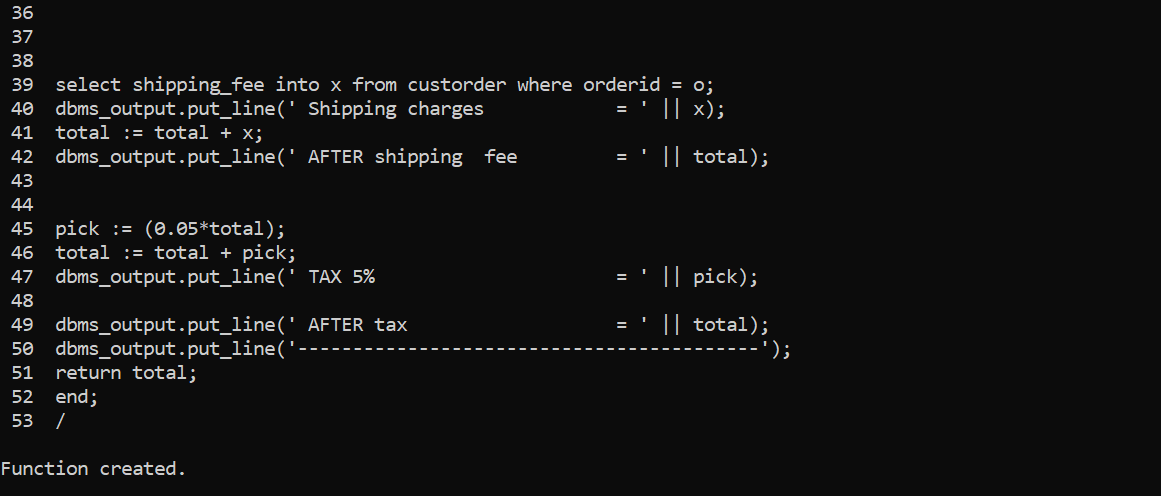 36
37
38
39  select shipping_fee into x from custorder where orderid = o;
40  dbms_output.put_line(' Shipping charges            = ' || x);
41  total := total + x;
42  dbms_output.put_line(' AFTER shipping  fee         = ' || total);
43
44
45  pick := (0.05*total);
46  total := total + pick;
47  dbms_output.put_line(' TAX 5%                      = ' || pick);
48
49  dbms_output.put_line(' AFTER tax                   = ' || total);
50  dbms_output.put_line('------------------------------------------');
51  return total;
52  end;
53  /
Function created.